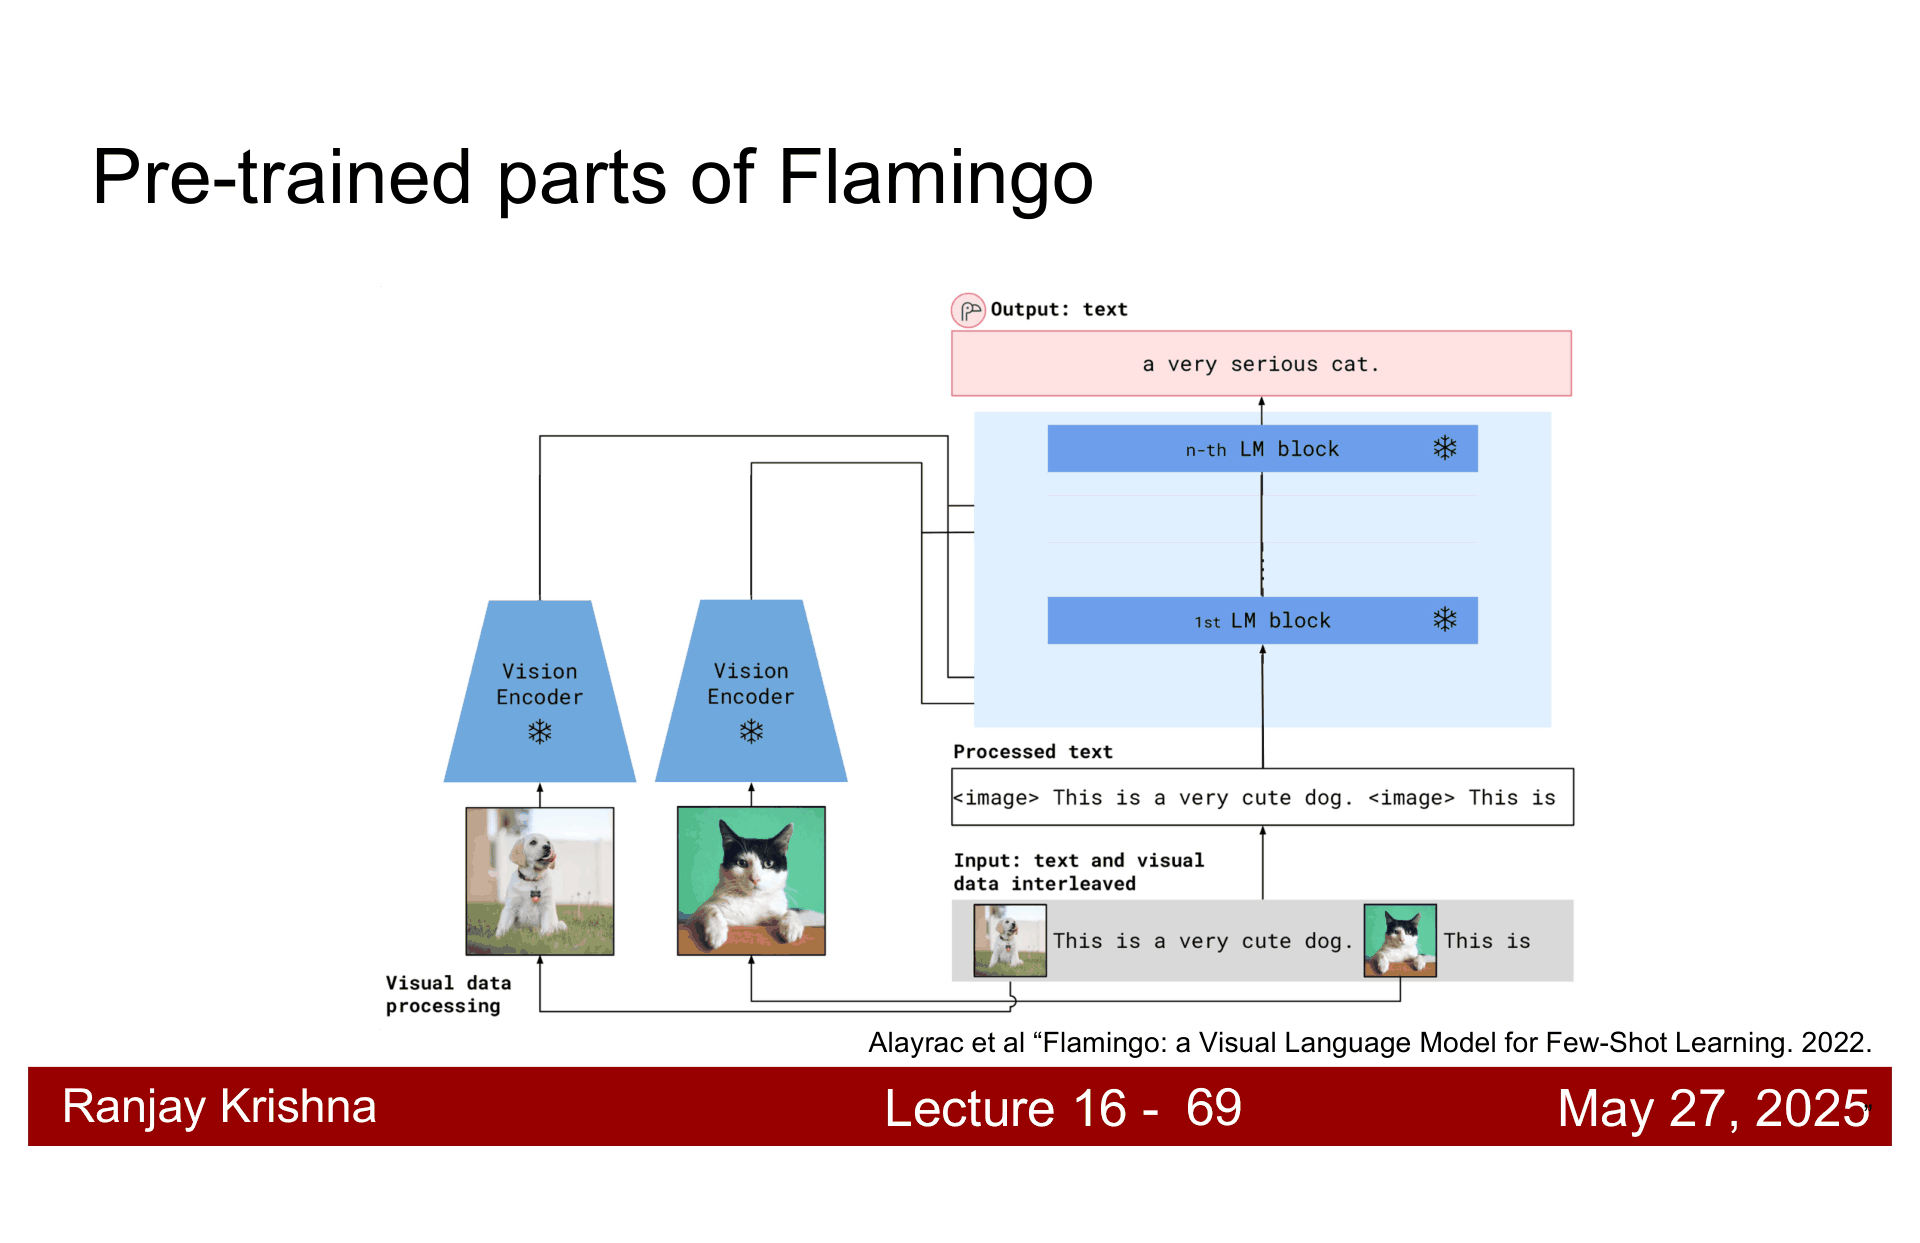 Pre-trained parts of Flamingo
Output: text
a very serious cat.
n-th LM block
1st LM block
Vision
Encoder
Vision
Encoder
Processed text
<image> This is a very cute dog. <image> This is
Input: text and visual
data interleaved
This is a very cute dog.
This is
Visual data
processing
Alayrac et al “Flamingo: a Visual Language Model for Few-Shot Learning. 2022.
”
Ranjay Krishna
Lecture 16 - 69
May 27, 2025